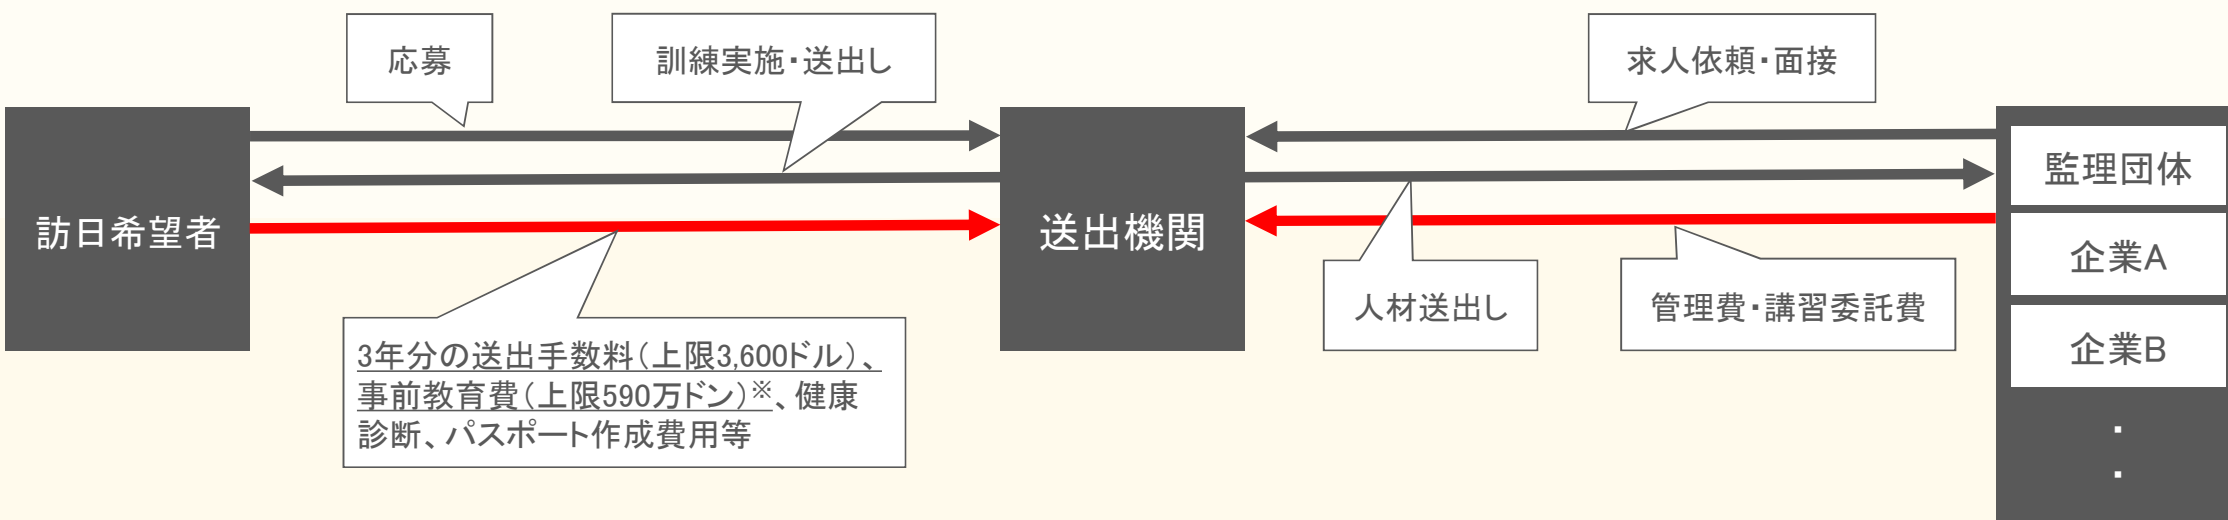 応募
訓練実施・送出し
求人依頼・面接
訪日希望者
送出機関
監理団体
企業A
企業B
・
・
人材送出し
管理費・講習委託費
3年分の送出手数料（上限3,600ドル）、
事前教育費（上限590万ドン）※、健康
診断、パスポート作成費用等